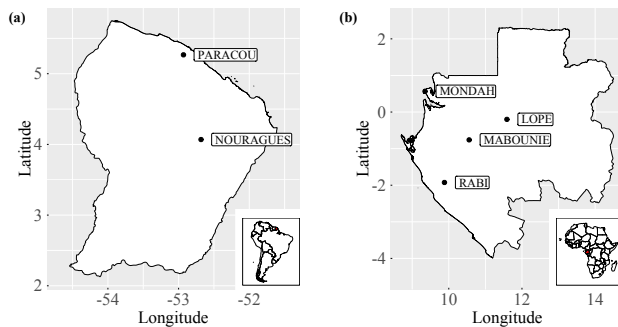 (a)
PARACOU
NOURAGUES
5
4
3
2
-54
-53
-52
Longitude
Latitude
(b)
MONDAH
LOPE
MABOUNIE
RABI
2
0
-2
-4
10
12
14
Longitude
Latitude